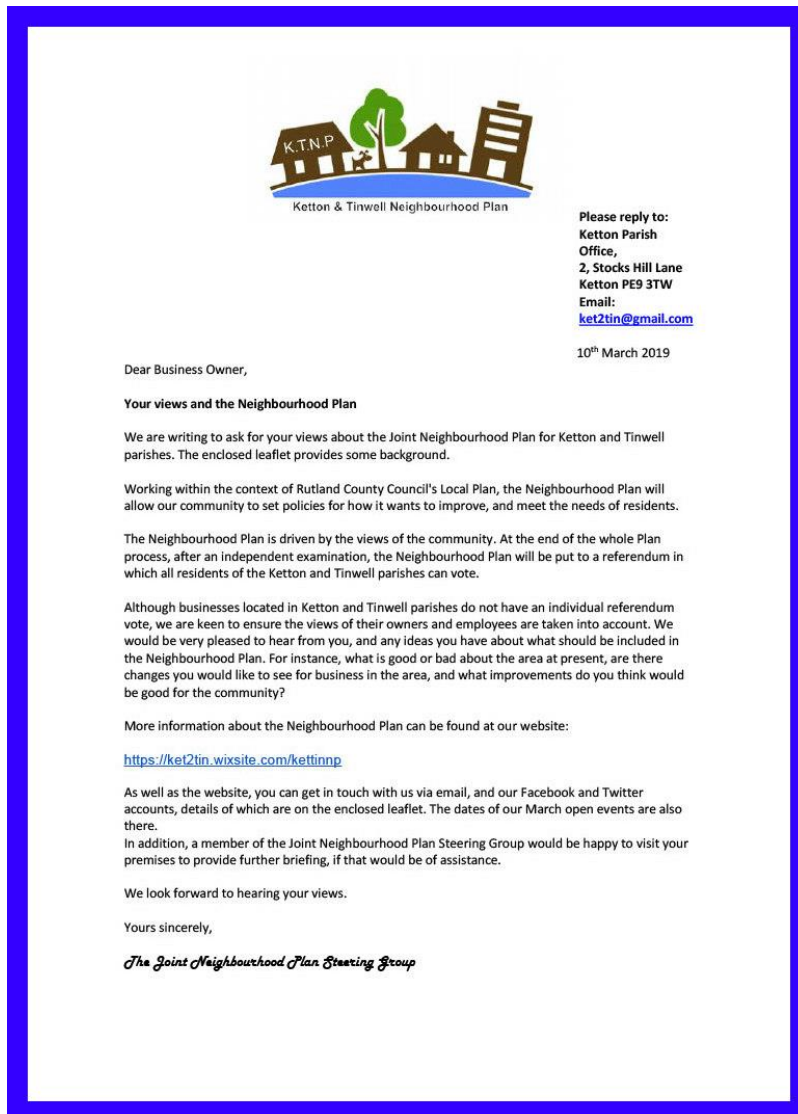 K.T.N.P
Ketton & Tinwell Neighbourhood Plan
Please reply to:
Ketton Parish
Office,
2, Stocks Hill Lane
Ketton PE9 3TW
Email:
ket2tin@gmail.com
10th March 2019
Dear Business Owner,
Your views and the Neighbourhood Plan
We are writing to ask for your views about the Joint Neighbourhood Plan for Ketton and Tinwell
parishes. The enclosed leaflet provides some background.
Working within the context of Rutland County Council's Local Plan, the Neighbourhood Plan will
allow our community to set policies for how it wants to improve, and meet the needs of residents.
The Neighbourhood Plan is driven by the views of the community. At the end of the whole Plan
process, after an independent examination, the Neighbourhood Plan will be put to a referendum in
which all residents of the Ketton and Tinwell parishes can vote.
Although businesses located in Ketton and Tinwell parishes do not have an individual referendum
vote, we are keen to ensure the views of their owners and employees are taken into account. We
would be very pleased to hear from you, and any ideas you have about what should be included in
the Neighbourhood Plan. For instance, what is good or bad about the area at present, are there
changes you would like to see for business in the area, and what improvements do you think would
be good for the community?
More information about the Neighbourhood Plan can be found at our website:
https://ket2tin.wixsite.com/kettinnp
As well as the website, you can get in touch with us via email, and our Facebook and Twitter
accounts, details of which are on the enclosed leaflet. The dates of our March open events are also
there.
In addition, a member of the Joint Neighbourhood Plan Steering Group would be happy to visit your
premises to provide further briefing, if that would be of assistance.
We look forward to hearing your views.
Yours sincerely,
The Joint Neighbourhood Plan Steering Group